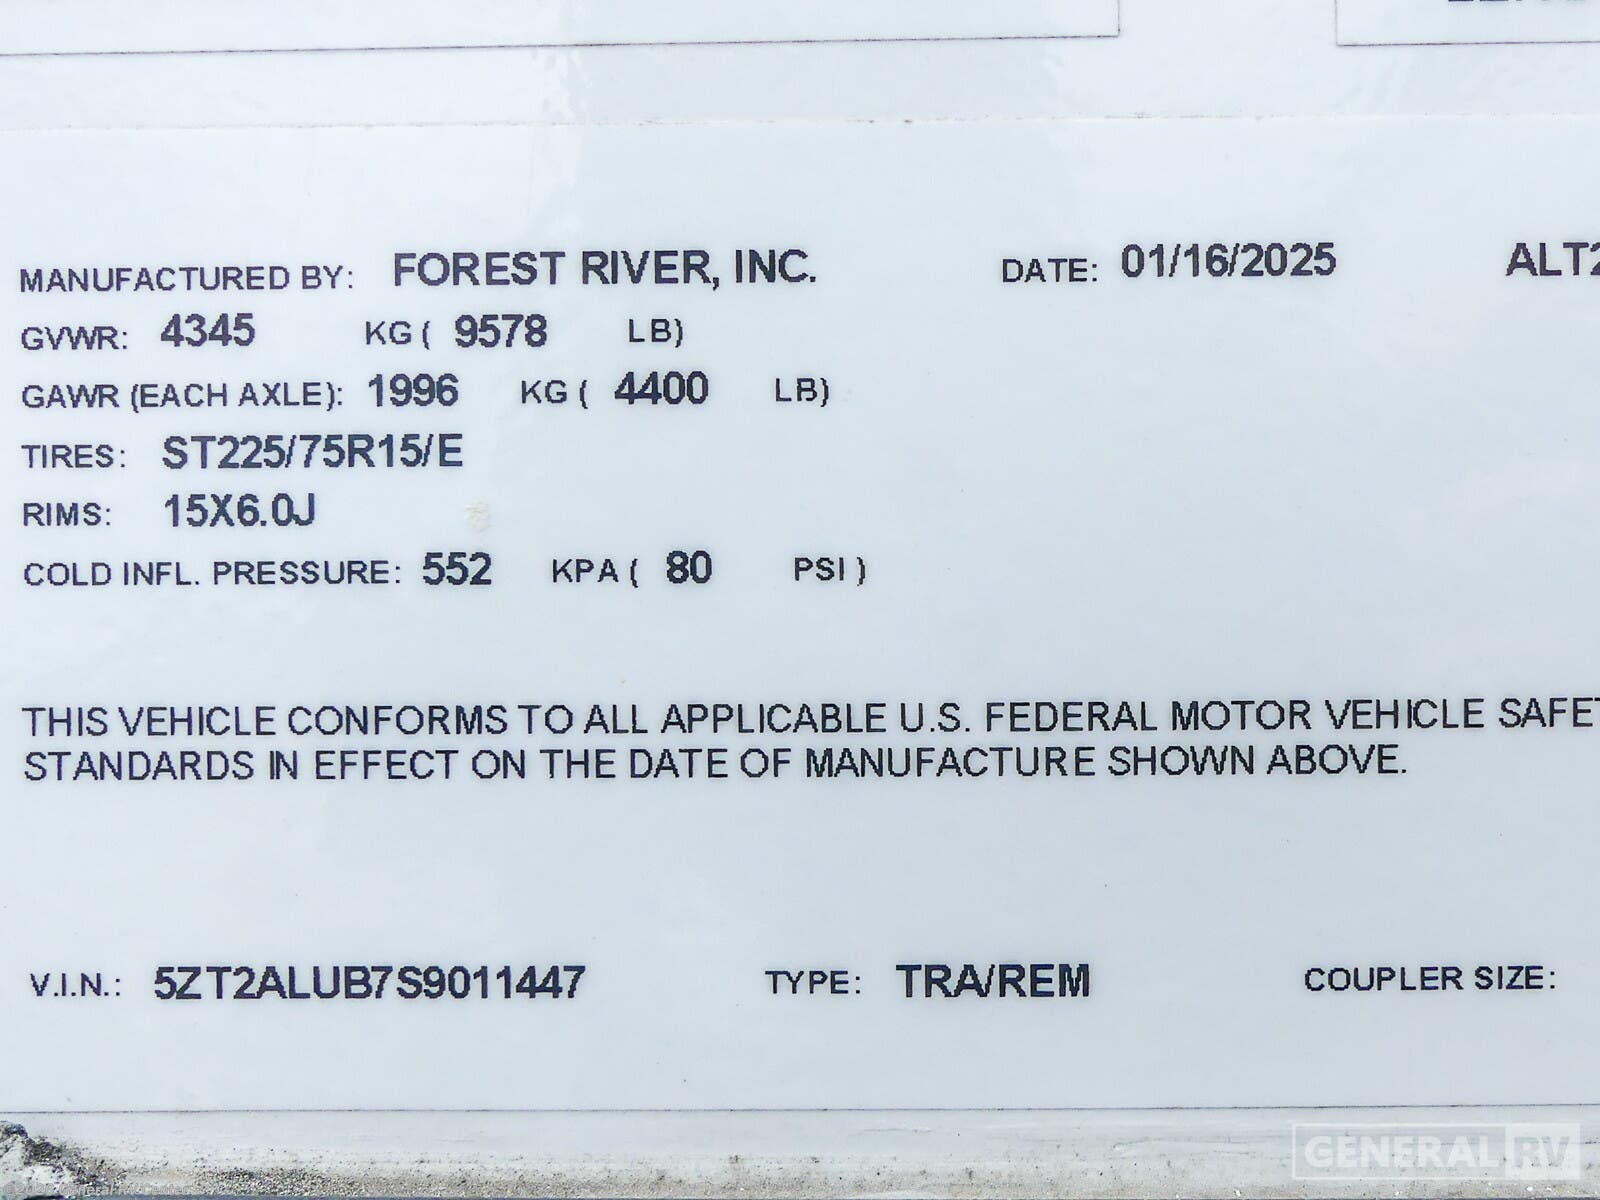 MANUFACTURED BY: FOREST RIVER, INC. DATE: 01/16/2025 ALT2
GVWR: 4345 KG ( 9578 LB)
GAWR (EACH AXLE): 1996 KG ( 4400 LB)
TIRES: ST225/75R15/E
RIMS: 15X6.0J
COLD INFL. PRESSURE: 552 KPA ( 80 PSI )
THIS VEHICLE CONFORMS TO ALL APPLICABLE U.S. FEDERAL MOTOR VEHICLE SAFET
STANDARDS IN EFFECT ON THE DATE OF MANUFACTURE SHOWN ABOVE.
V.I.N.: 5ZT2ALUB7S9011447 TYPE: TRA/REM COUPLER SIZE:
GENERAL RV